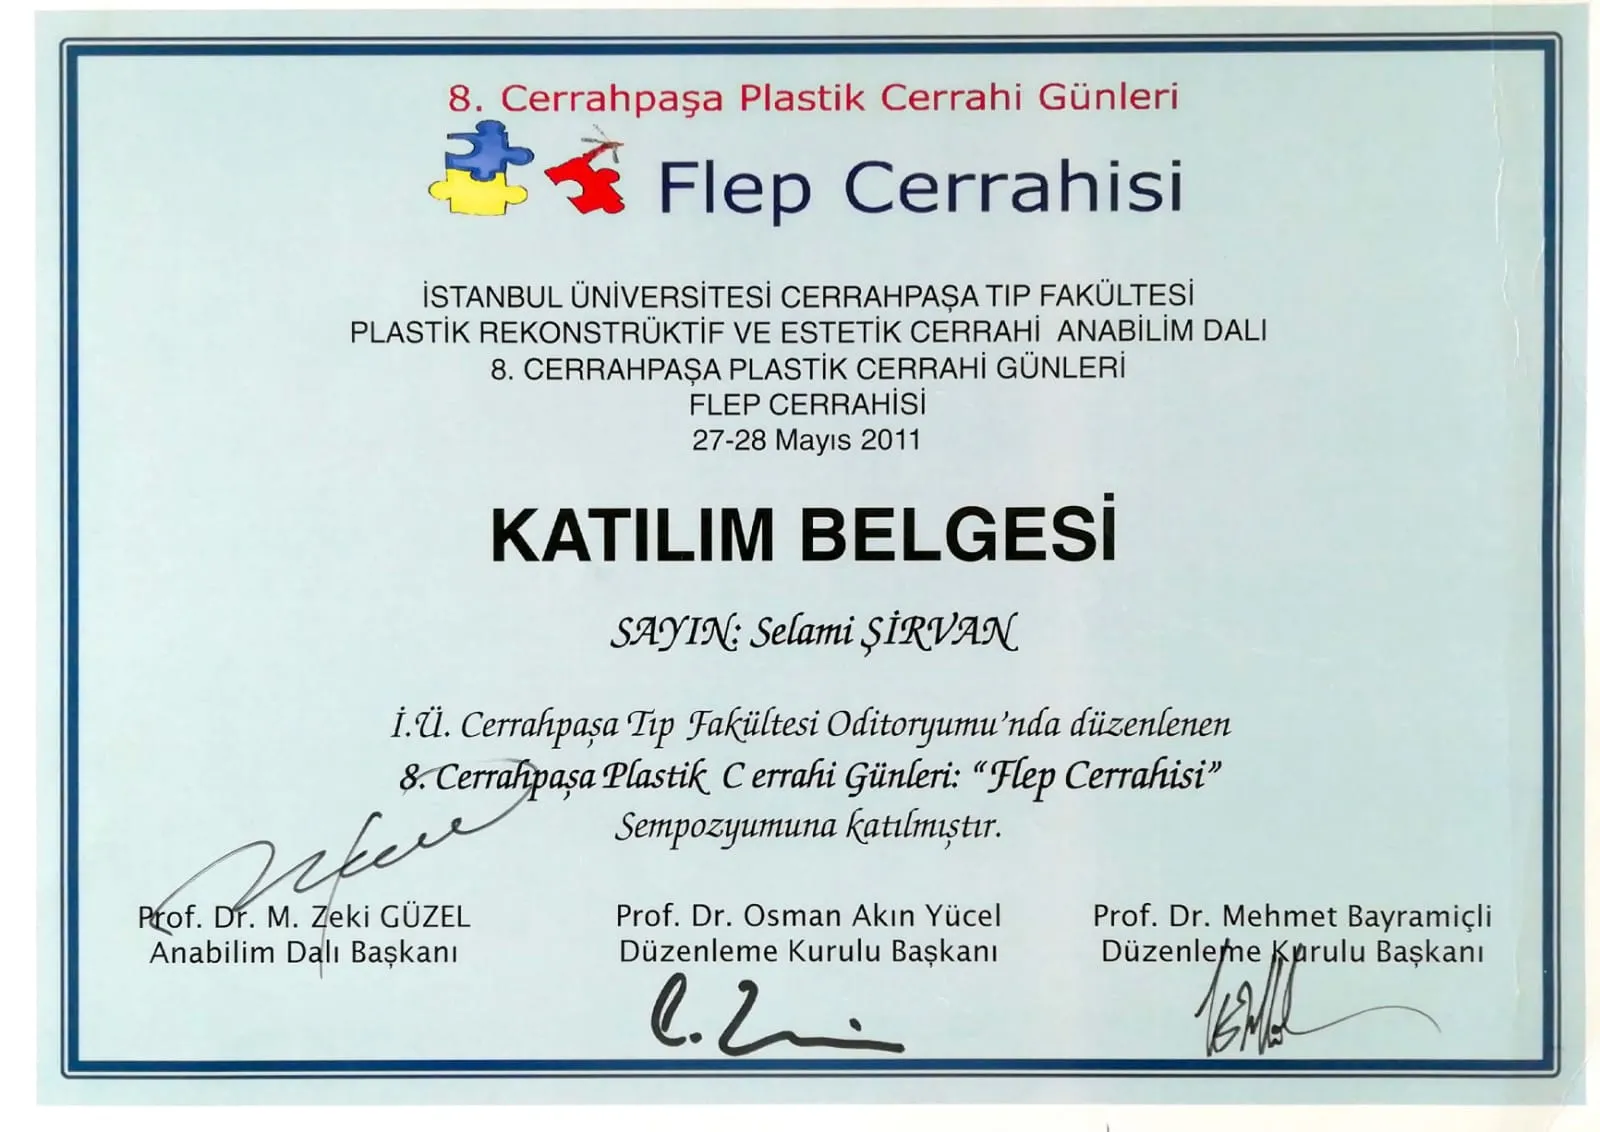 8. Cerrahpaşa Plastik Cerrahi Günleri
Flep Cerrahisi
İSTANBUL ÜNİVERSİTESİ CERRAHPAŞA TIP FAKÜLTESİ
PLASTİK REKONSTRÜKTİF VE ESTETİK CERRAHİ ANABİLİM DALI
8. CERRAHPAŞA PLASTİK CERRAHİ GÜNLERİ
FLEP CERRAHİSİ
27-28 Mayıs 2011
KATILIM BELGESİ
SAYIN: Selami ŞİRVAN
İ.Ü. Cerrahpaşa Tıp Fakültesi Oditoryumu'nda düzenlenen
8. Cerrahpaşa Plastik C errahi Günleri: "Flep Cerrahisi"
Sempozyumuna katılmıştır.
Prof. Dr. M. Zeki GÜZEL
Anabilim Dalı Başkanı
Prof. Dr. Osman Akın Yücel
Düzenleme Kurulu Başkanı
Prof. Dr. Mehmet Bayramiçli
Düzenleme Kurulu Başkanı